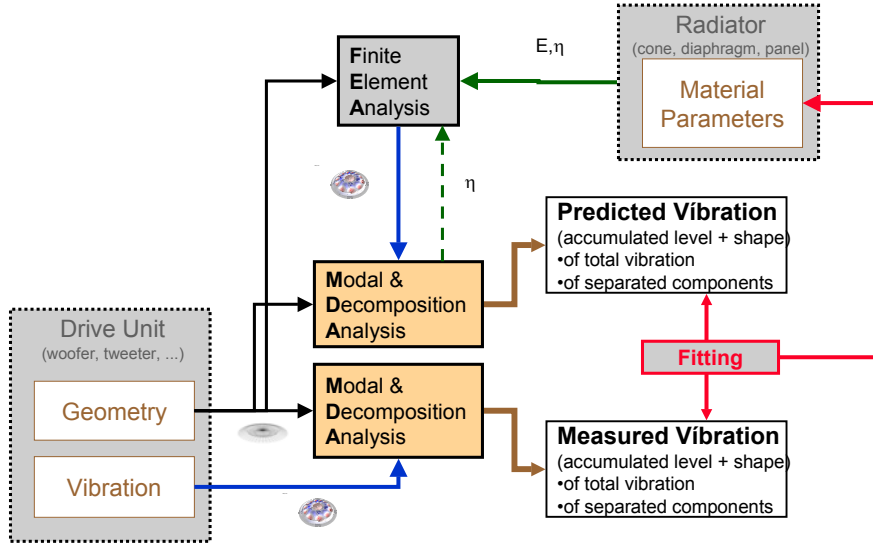 Finite
Element
Analysis
E,η
Radiator
(cone, diaphragm, panel)
Material
Parameters
η
Predicted Víbration
(accumulated level + shape)
•of total vibration
•of separated components
Modal &
Decomposition
Analysis
Drive Unit
(woofer, tweeter, ...)
Geometry
Vibration
Modal &
Decomposition
Analysis
Fitting
Measured Víbration
(accumulated level + shape)
•of total vibration
•of separated components